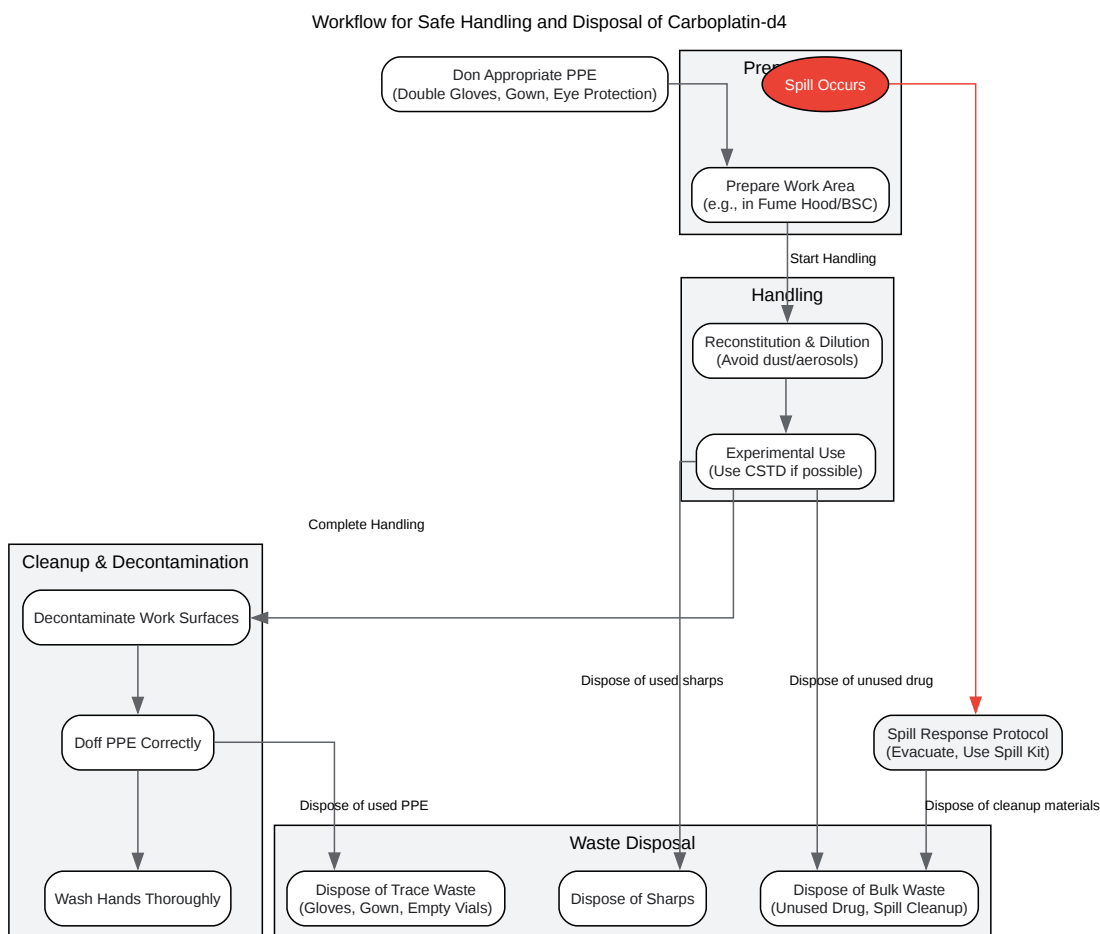 Workflow for Safe Handling and Disposal of Carboplatin-d4
Don Appropriate PPE
(Double Gloves, Gown, Eye Protection)
Spill Occurs
Prepare Work Area
(e.g., in Fume Hood/BSC)
Start Handling
Handling
Reconstitution & Dilution
(Avoid dust/aerosols)
Experimental Use
(Use CSTD if possible)
Complete Handling
Cleanup & Decontamination
Decontaminate Work Surfaces
Dispose of used sharps
Dispose of unused drug
Doff PPE Correctly
Spill Response Protocol
(Evacuate, Use Spill Kit)
Dispose of used PPE
Dispose of cleanup materials
Waste Disposal
Wash Hands Thoroughly
Dispose of Trace Waste
(Gloves, Gown, Empty Vials)
Dispose of Sharps
Dispose of Bulk Waste
(Unused Drug, Spill Cleanup)